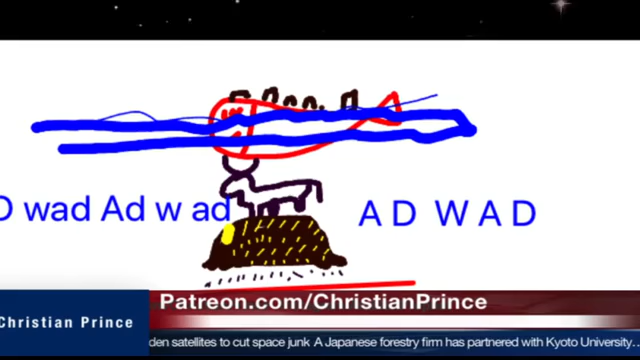 D wad Ad w ad
A D W A D
Patreon.com/ChristianPrince
Christian Prince
den satellites to cut space junk A Japanese forestry firm has partnered with Kyoto University...